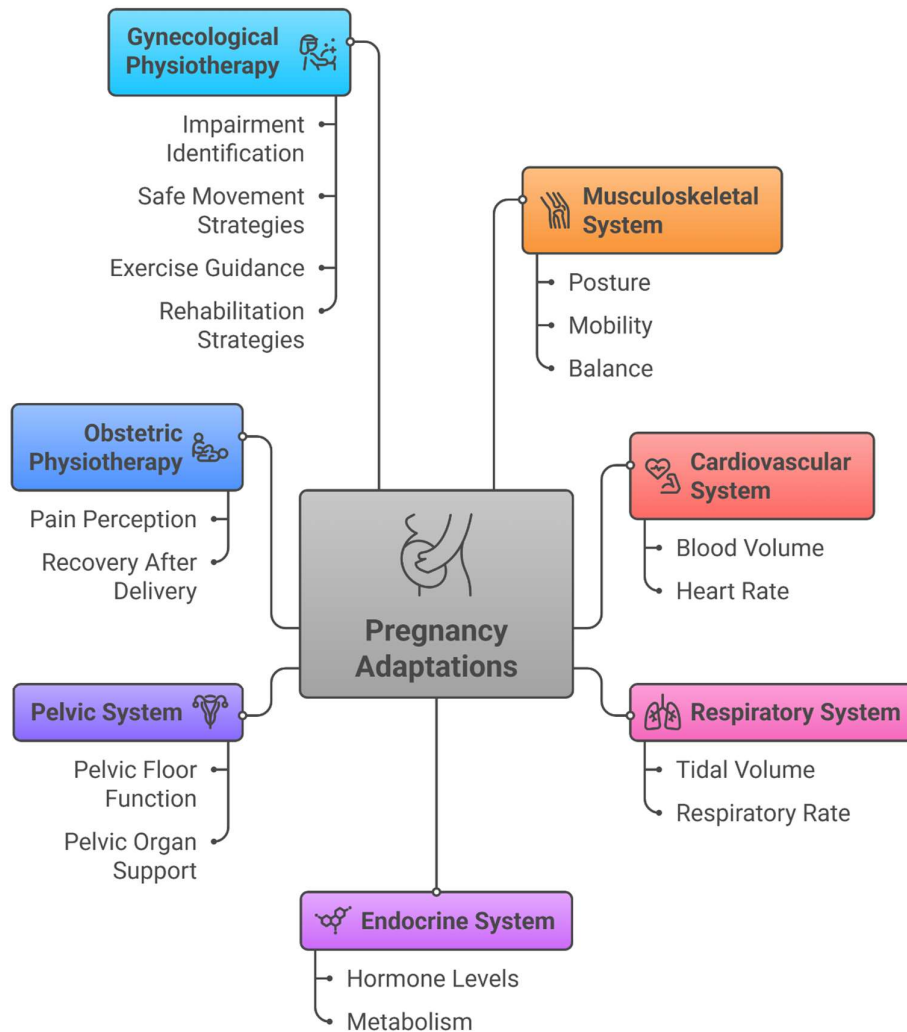 Gynecological
Physiotherapy
Impairment
Identification
Safe Movement
Strategies
Exercise Guidance
Rehabilitation
Strategies
Musculoskeletal
System
Posture
Mobility
Balance
Obstetric
Physiotherapy
Pain Perception
Recovery After
Delivery
Cardiovascular
System
Blood Volume
Heart Rate
Pregnancy
Adaptations
Pelvic System
Pelvic Floor
Function
Pelvic Organ
Support
Respiratory System
Tidal Volume
Respiratory Rate
Endocrine System
Hormone Levels
Metabolism